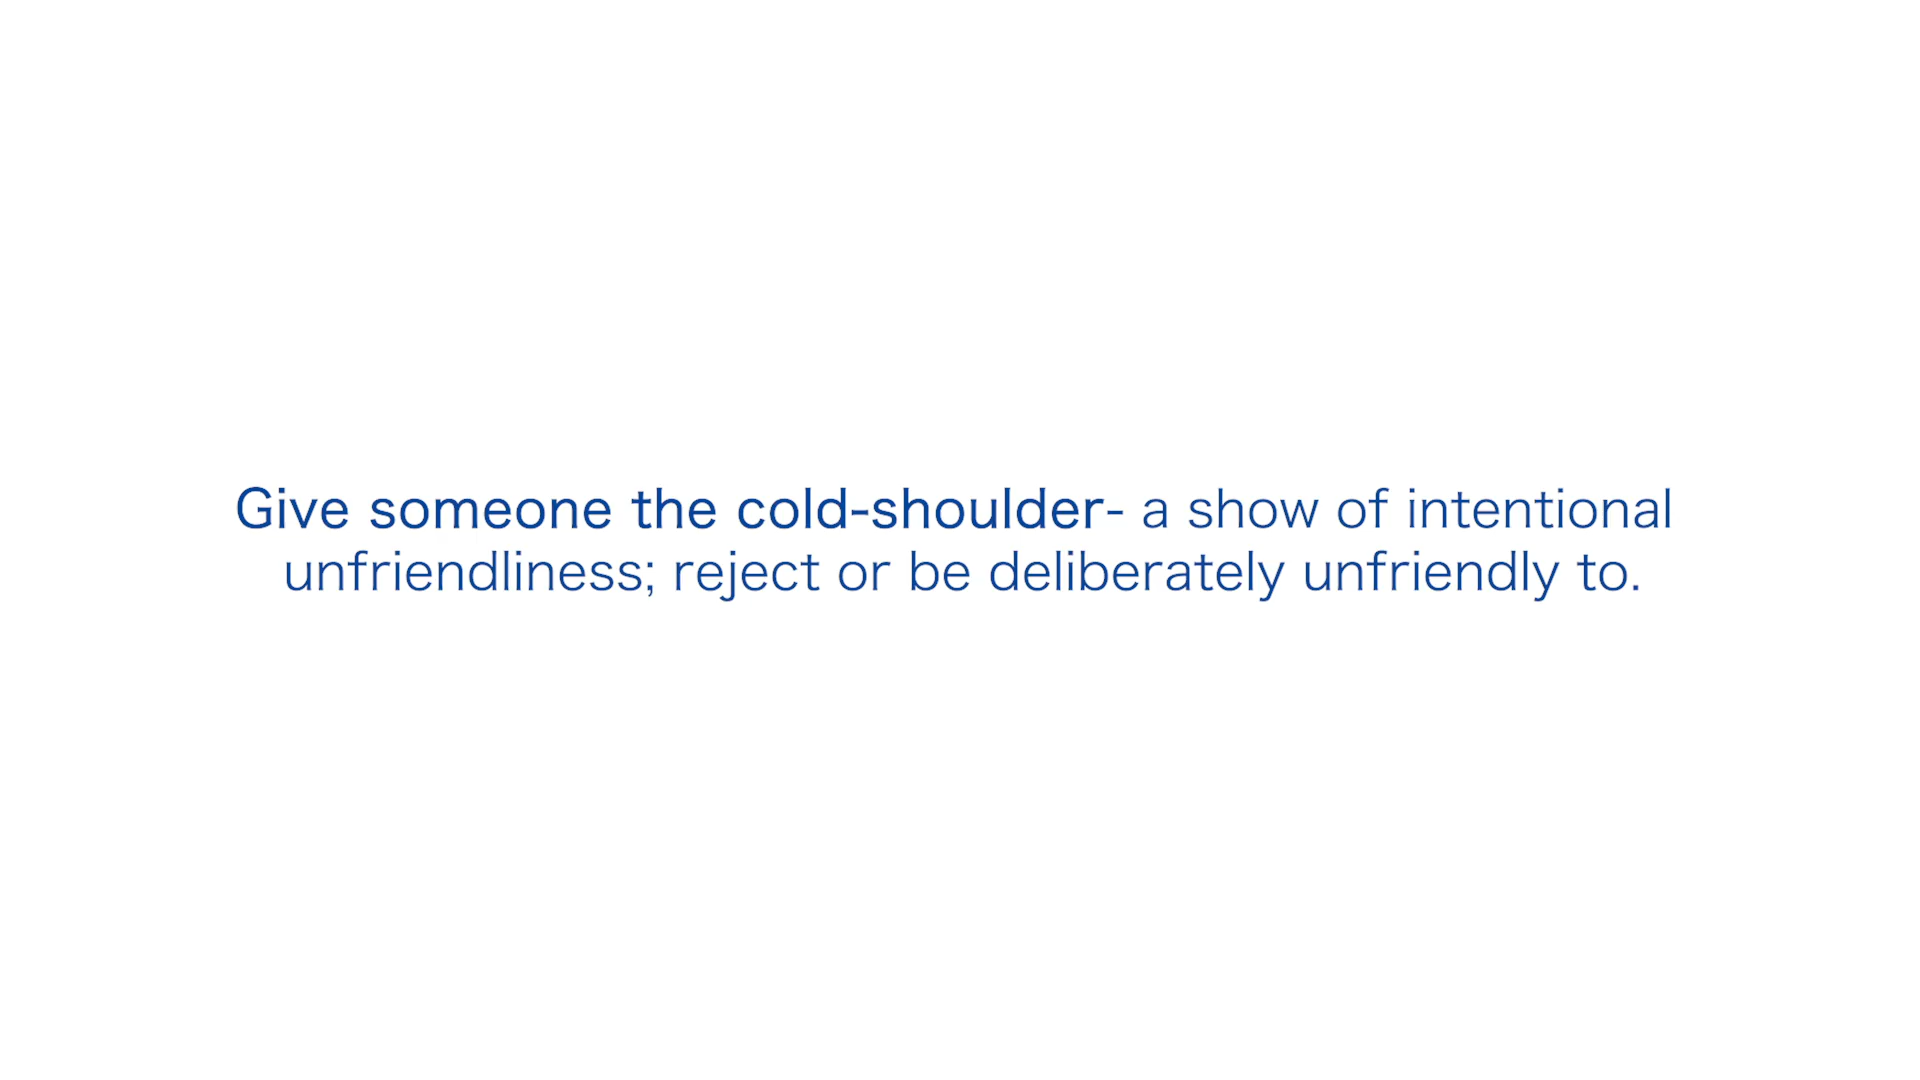 Give someone the cold-shoulder- a show of intentional
unfriendliness; reject or be deliberately unfriendly to.